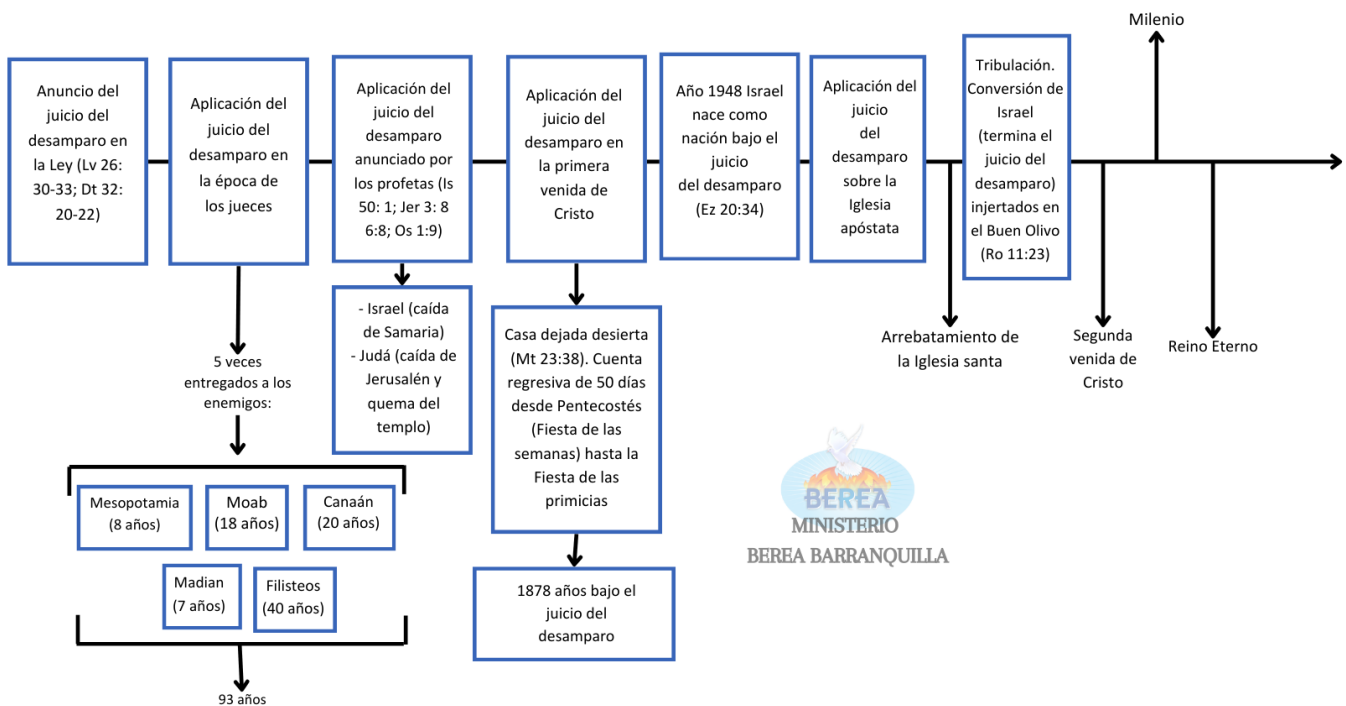 Anuncio del
juicio del
desamparo en
la Ley (Lv 26:
30-33; Dt 32:
20-22)
Aplicación del
juicio del
desamparo en
la época de
los jueces
Aplicación del
juicio del
desamparo
anunciado por
los profetas (Is
50: 1; Jer 3: 8
6:8; Os 1:9)
Aplicación del
juicio del
desamparo en
la primera
venida de
Cristo
Año 1948 Israel
nace como
nación bajo el
juicio
del desamparo
(Ez 20:34)
Aplicación del
juicio
del
desamparo
sobre la
Iglesia
apóstata
Tribulación.
Conversión de
Israel
(termina el
juicio del
desamparo)
injertados en
el Buen Olivo
(Ro 11:23)
Milenio
5 veces
entregados a los
enemigos:
- Israel (caída
de Samaria)
- Judá (caída de
Jerusalén y
quema del
templo)
Casa dejada desierta
(Mt 23:38). Cuenta
regresiva de 50 días
desde Pentecostés
(Fiesta de las
semanas) hasta la
Fiesta de las
primicias
Arrebatamiento de
la Iglesia santa
Segunda
venida de
Cristo
Reino Eterno
Mesopotamia
(8 años)
Moab
(18 años)
Canaán
(20 años)
Madian
(7 años)
Filisteos
(40 años)
93 años
1878 años bajo el
juicio del
desamparo
BEREA
MINISTERIO
BEREA BARRANQUILLA